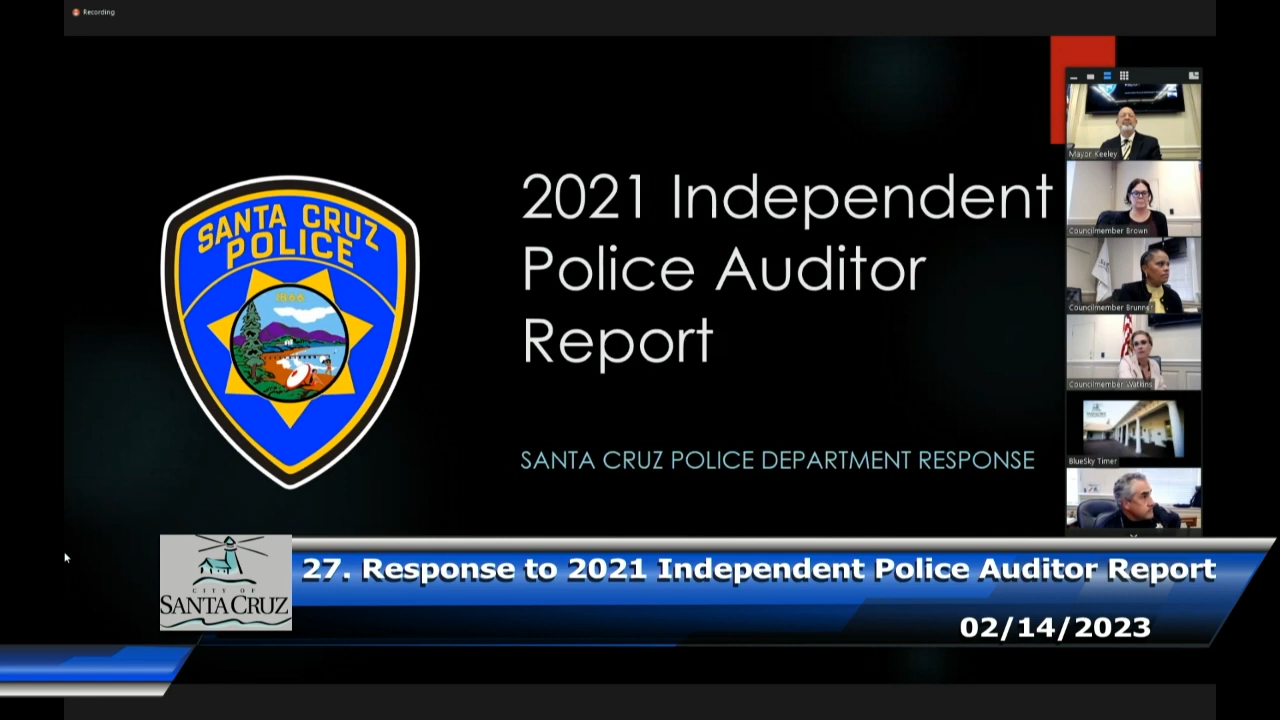 Recording
SANTA CRUZ
POLICE
1866
2021 Independent
Police Auditor
Report
SANTA CRUZ POLICE DEPARTMENT RESPONSE
Mayor Keeley
Councilmember Brown
Councilmember Brunner
Councilmember Watkins
BlueSky Timer
CITY OF
SANTA CRUZ
27. Response to 2021 Independent Police Auditor Report
02/14/2023